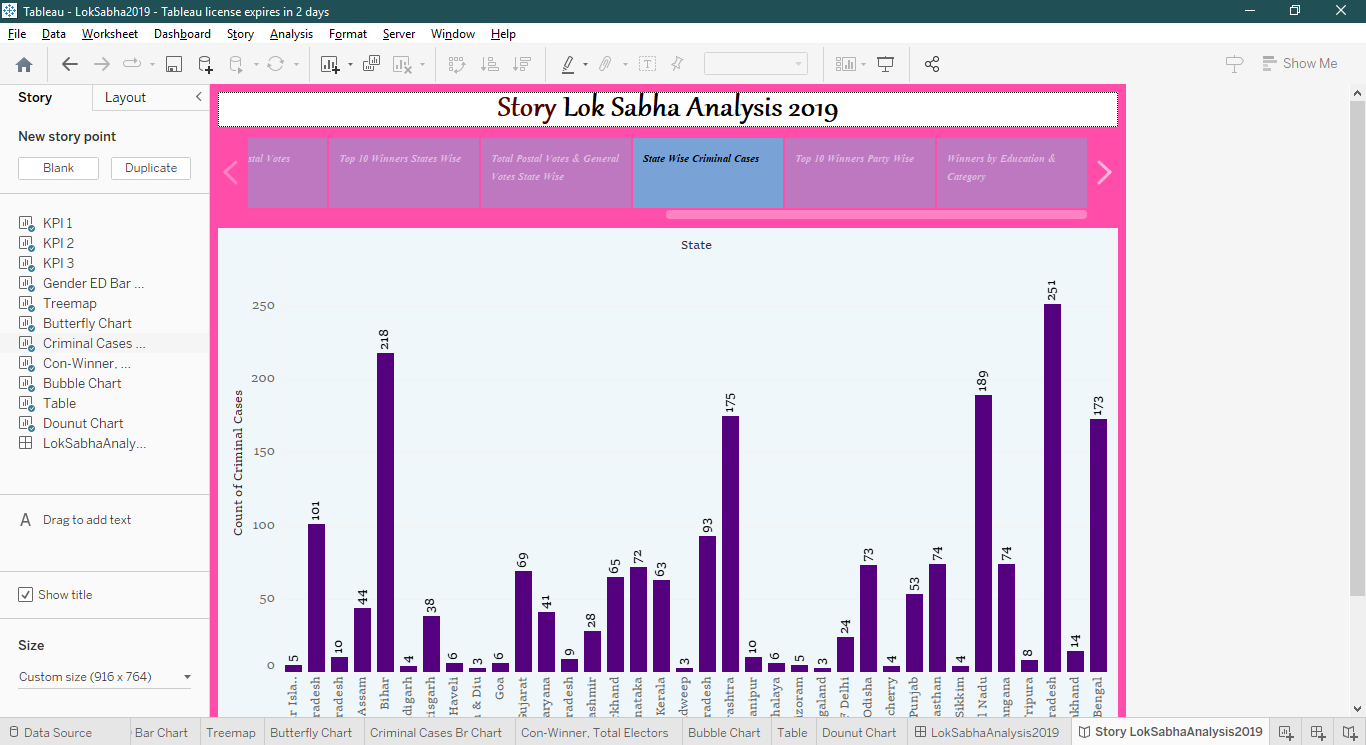 Tableau - LokSabha2019 - Tableau license expires in 2 days
File Data Worksheet Dashboard Story Analysis Format Server Window Help
Show Me
Story Layout
New story point
Blank Duplicate
KPI 1
KPI 2
KPI 3
Gender ED Bar ...
Treemap
Butterfly Chart
Criminal Cases ...
Con-Winner, ...
Bubble Chart
Table
Dounut Chart
LokSabhaAnaly...
A Drag to add text
Show title
Size
Custom size (916 x 764)
Story Lok Sabha Analysis 2019
stal Votes
Top 10 Winners States Wise
Total Postal Votes & General
Votes State Wise
State Wise Criminal Cases
Top 10 Winners Party Wise
Winners by Education &
Category
State
Count of Criminal Cases
250
200
150
100
50
0
5 101 10 44 218 4 38 6 3 6 69 41 9 28 65 72 63 3 93 175 10 6 5 3 24 73 4 53 74 4 189 74 8 251 14 173
r Isla..
radesh
radesh
Assam
Bihar
digarh
tisgarh
Haveli
& Diu
Goa
Gujarat
aryana
radesh
ashmir
rkhand
nataka
Kerala
dweep
radesh
rashtra
anipur
halaya
izoram
galand
Delhi
Odisha
cherry
Punjab
asthan
Sikkim
l Nadu
angana
Tripura
radesh
akhand
Bengal
Data Source Bar Chart Treemap Butterfly Chart Criminal Cases Br Chart Con-Winner, Total Electors Bubble Chart Table Dounut Chart LokSabhaAnalysis2019 Story LokSabhaAnalysis2019